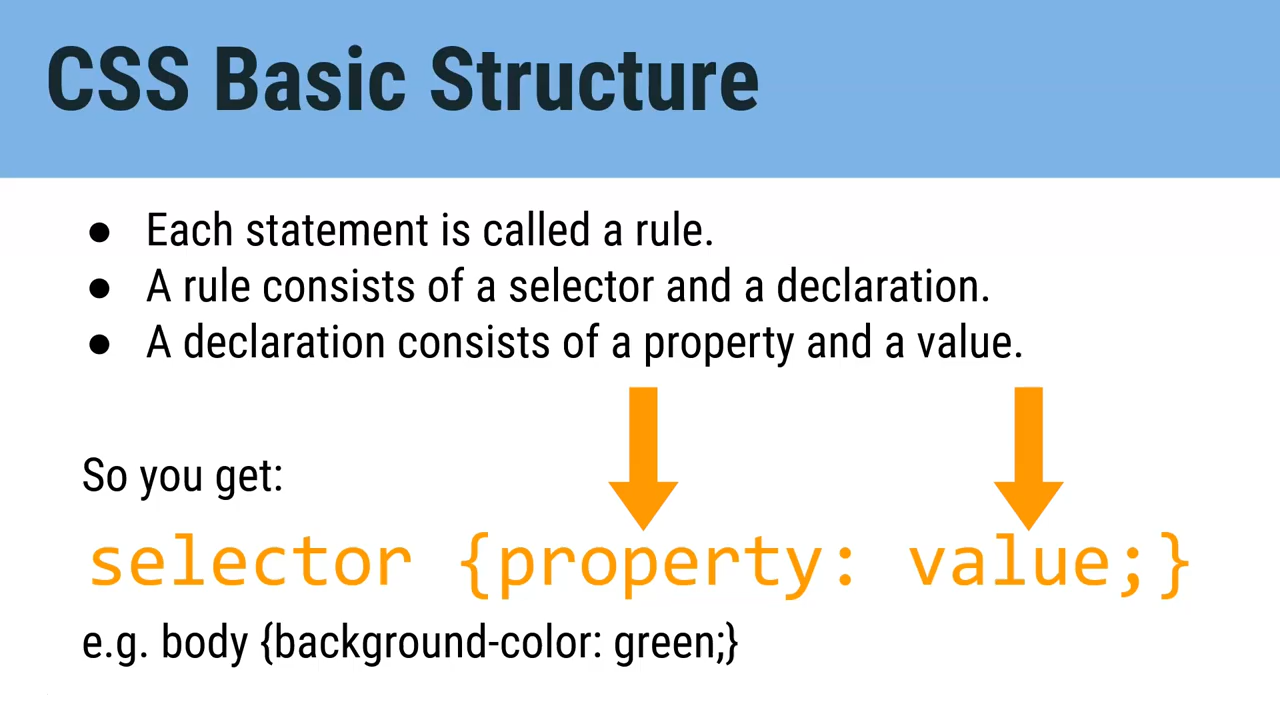 CSS Basic Structure
● Each statement is called a rule.
● A rule consists of a selector and a declaration.
● A declaration consists of a property and a value.
So you get:
selector {property: value;}
e.g. body {background-color: green;}